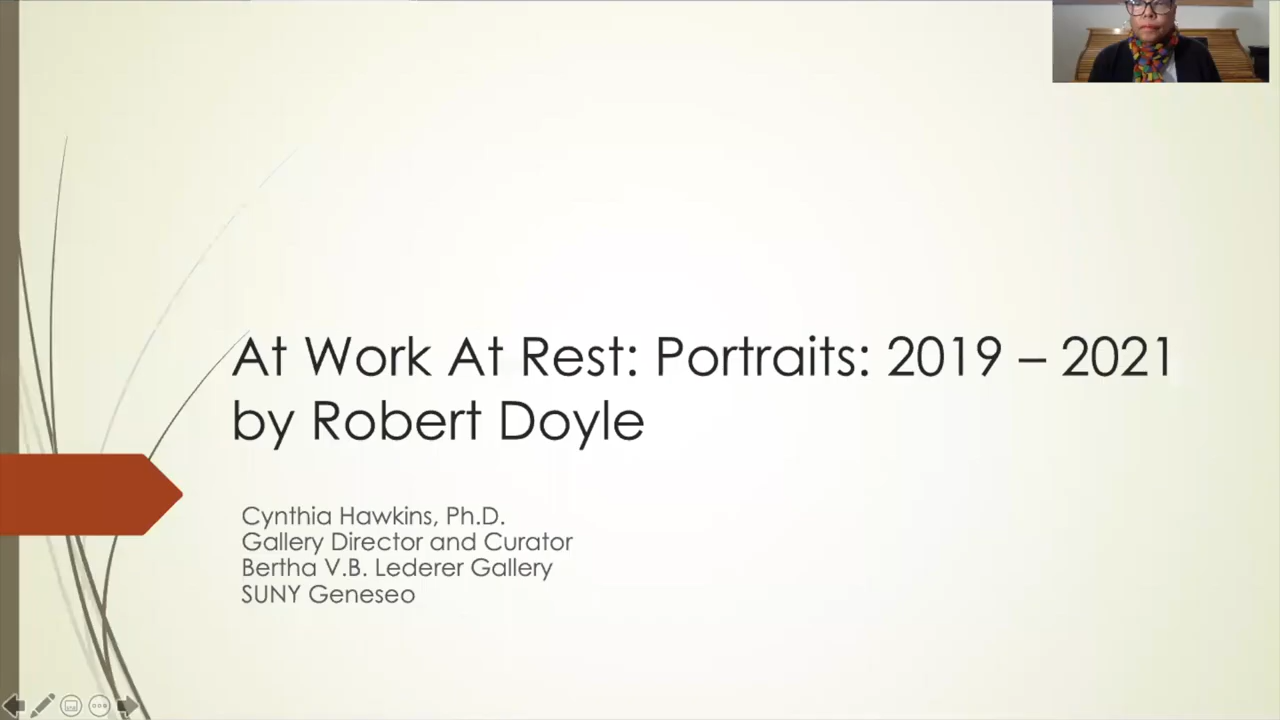 At Work At Rest: Portraits: 2019 – 2021
by Robert Doyle
Cynthia Hawkins, Ph.D.
Gallery Director and Curator
Bertha V.B. Lederer Gallery
SUNY Geneseo